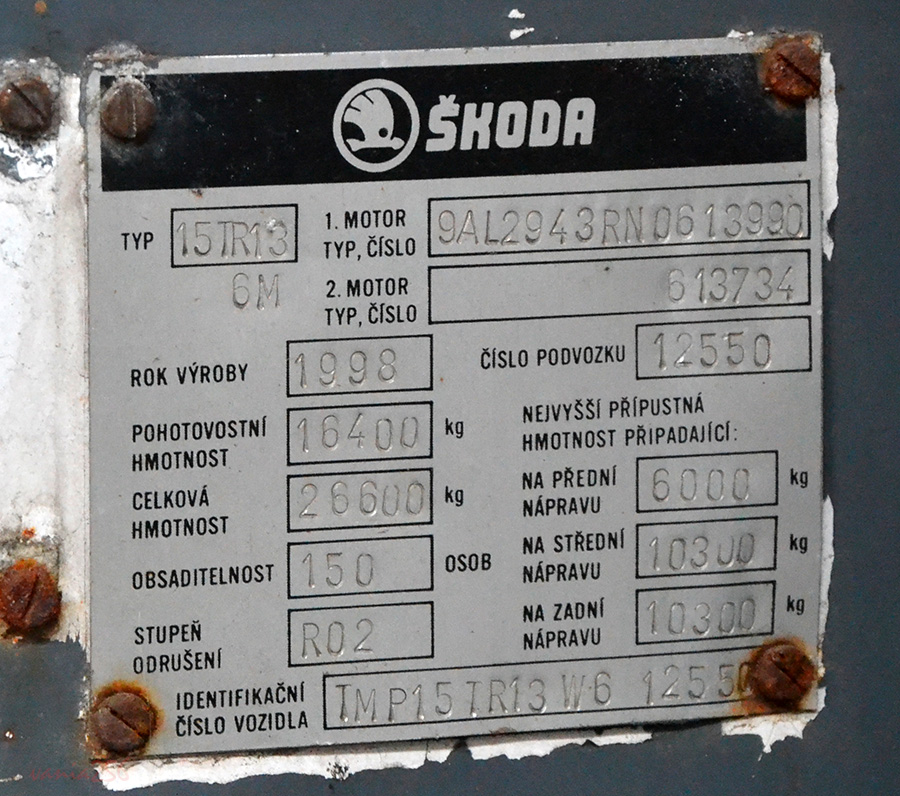 ŠKODA
TYP 15TR13 1. MOTOR TYP, ČÍSLO 9AL2943RN0613990
6M 2. MOTOR TYP, ČÍSLO 613734
ROK VÝROBY 1998 ČÍSLO PODVOZKU 12550
POHOTOVOSTNÍ HMOTNOST 16400 kg
NEJVYŠŠÍ PŘÍPUSTNÁ
HMOTNOST PŘIPADAJÍCÍ:
CELKOVÁ HMOTNOST 26600 kg NA PŘEDNÍ NÁPRAVU 6000 kg
OBSADITELNOST 150 OSOB NA STŘEDNÍ NÁPRAVU 10300 kg
STUPEŇ ODRUŠENÍ R02 NA ZADNÍ NÁPRAVU 10300 kg
IDENTIFIKAČNÍ ČÍSLO VOZIDLA TMP15TR13W6 12550